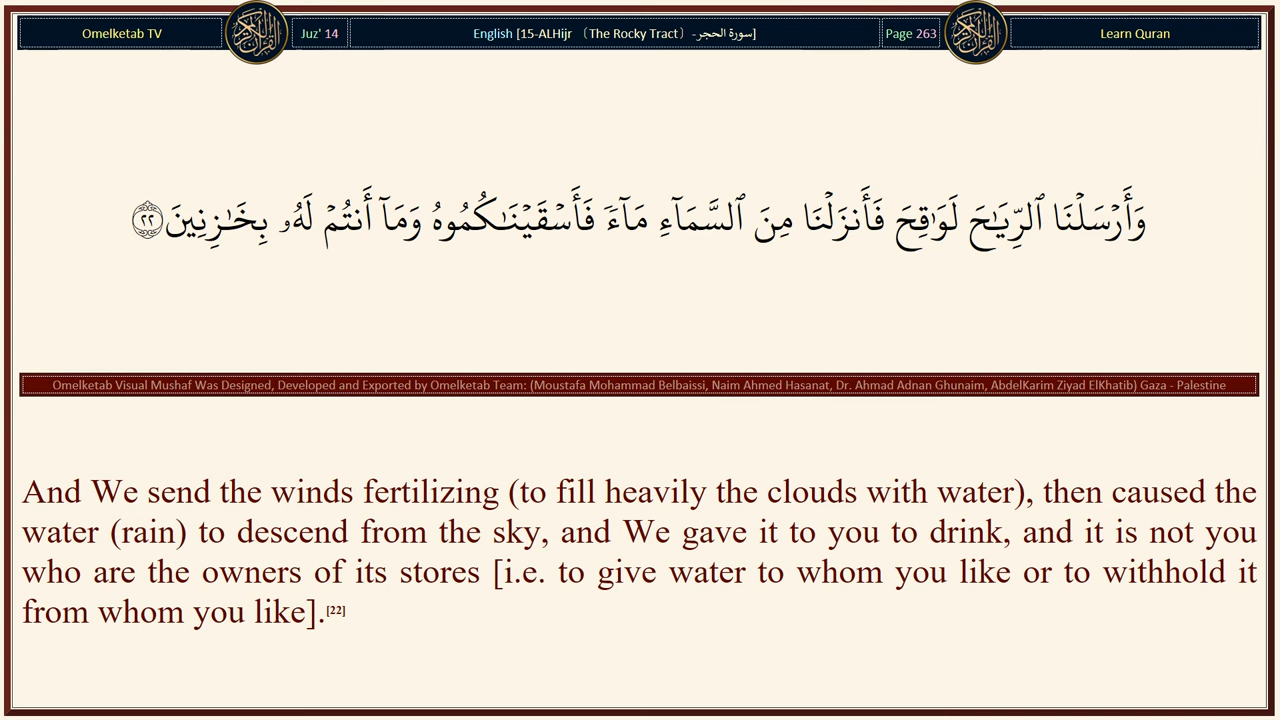 Omelketab TV
Juz' 14
English [15-ALHijr （The Rocky Tract）-سورة الحجر]
Page 263
Learn Quran
وَأَرْسَلْنَا ٱلرِّيَـٰحَ لَوَٰقِحَ فَأَنزَلْنَا مِنَ ٱلسَّمَآءِ مَآءً فَأَسْقَيْنَـٰكُمُوهُ وَمَآ أَنتُمْ لَهُۥ بِخَـٰزِنِينَ ٢٢
Omelketab Visual Mushaf Was Designed, Developed and Exported by Omelketab Team: (Moustafa Mohammad Belbaissi, Naim Ahmed Hasanat, Dr. Ahmad Adnan Ghunaim, AbdelKarim Ziyad ElKhatib) Gaza - Palestine
And We send the winds fertilizing (to fill heavily the clouds with water), then caused the
water (rain) to descend from the sky, and We gave it to you to drink, and it is not you
who are the owners of its stores [i.e. to give water to whom you like or to withhold it
from whom you like].[22]